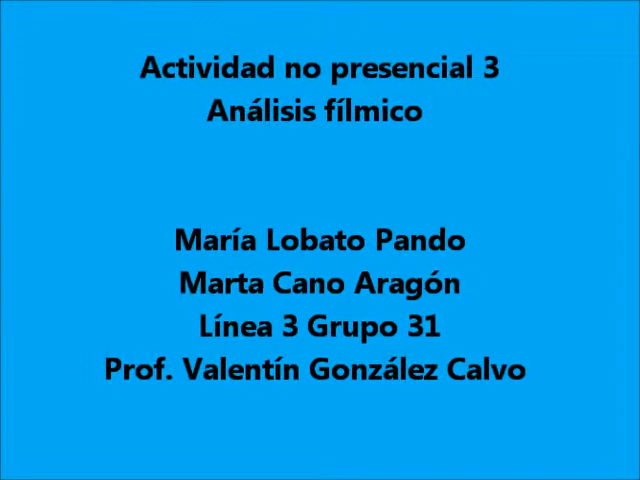 Actividad no presencial 3
Análisis fílmico
María Lobato Pando
Marta Cano Aragón
Línea 3 Grupo 31
Prof. Valentín González Calvo